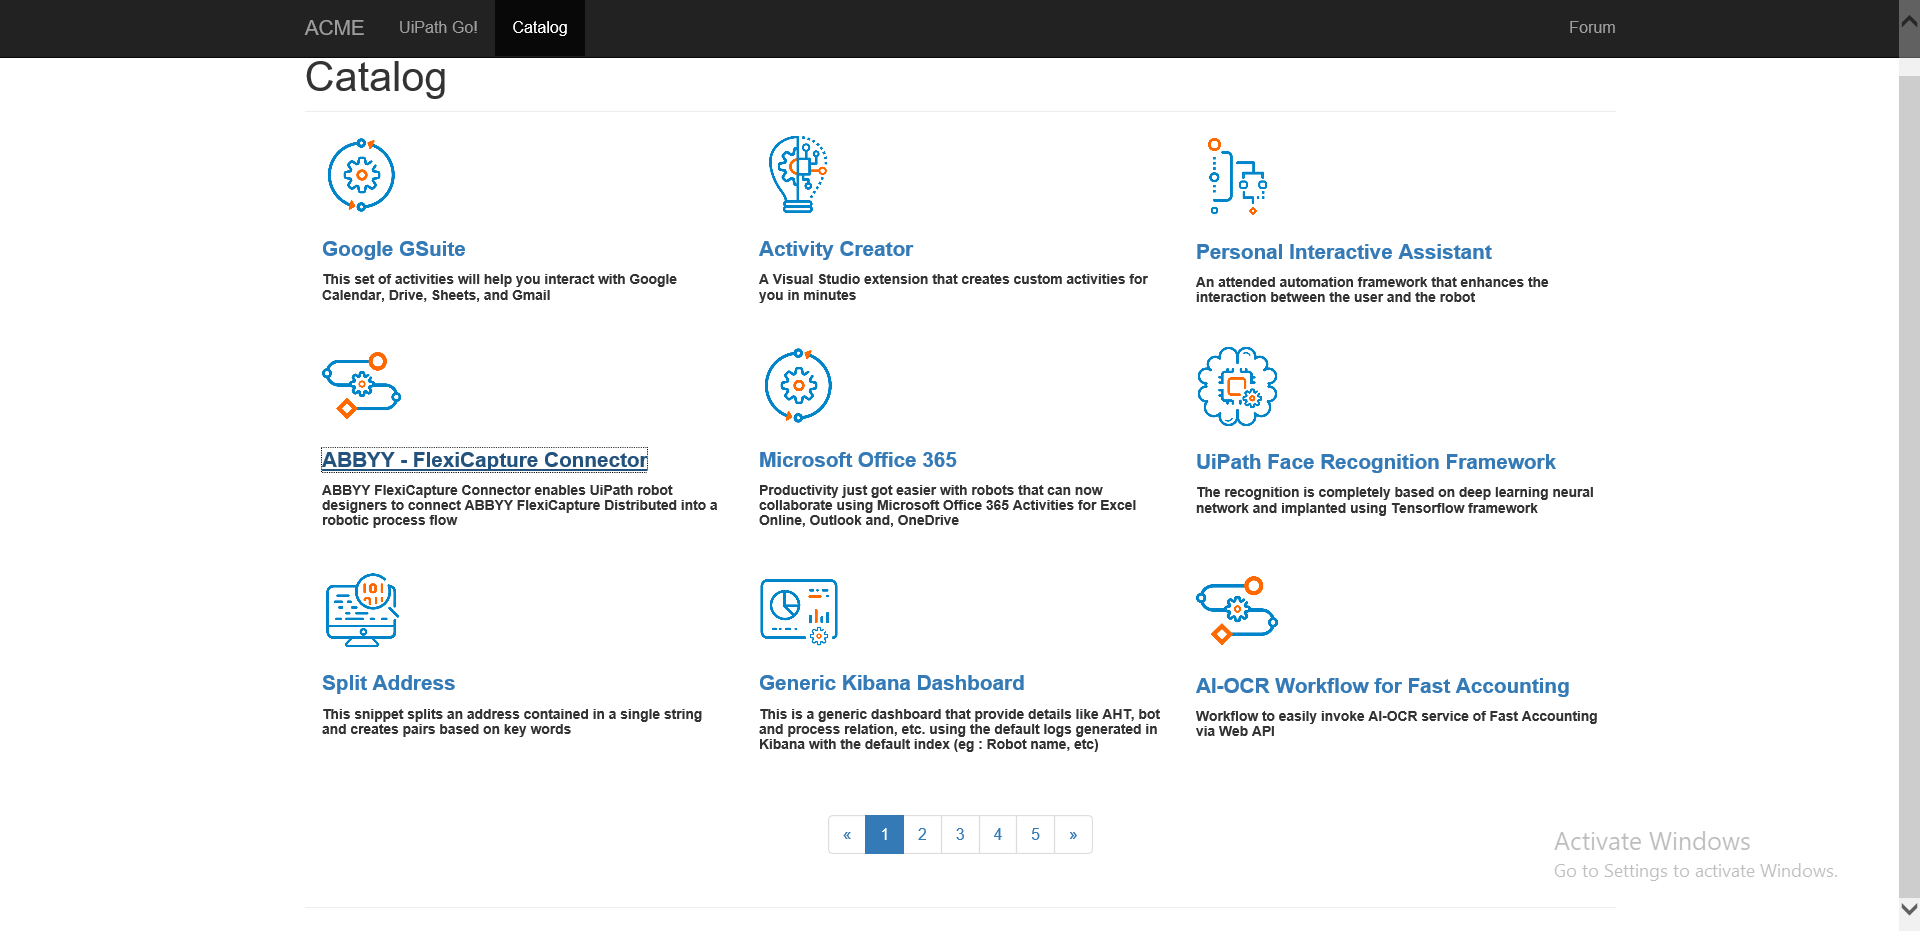 ACME UiPath Go! Catalog Forum
Catalog
Google GSuite
This set of activities will help you interact with Google
Calendar, Drive, Sheets, and Gmail
Activity Creator
A Visual Studio extension that creates custom activities for
you in minutes
Personal Interactive Assistant
An attended automation framework that enhances the
interaction between the user and the robot
ABBYY - FlexiCapture Connector
ABBYY FlexiCapture Connector enables UiPath robot
designers to connect ABBYY FlexiCapture Distributed into a
robotic process flow
Microsoft Office 365
Productivity just got easier with robots that can now
collaborate using Microsoft Office 365 Activities for Excel
Online, Outlook and, OneDrive
UiPath Face Recognition Framework
The recognition is completely based on deep learning neural
network and implanted using Tensorflow framework
Split Address
This snippet splits an address contained in a single string
and creates pairs based on key words
Generic Kibana Dashboard
This is a generic dashboard that provide details like AHT, bot
and process relation, etc. using the default logs generated in
Kibana with the default index (eg : Robot name, etc)
AI-OCR Workflow for Fast Accounting
Workflow to easily invoke AI-OCR service of Fast Accounting
via Web API
« 1 2 3 4 5 »
Activate Windows
Go to Settings to activate Windows.